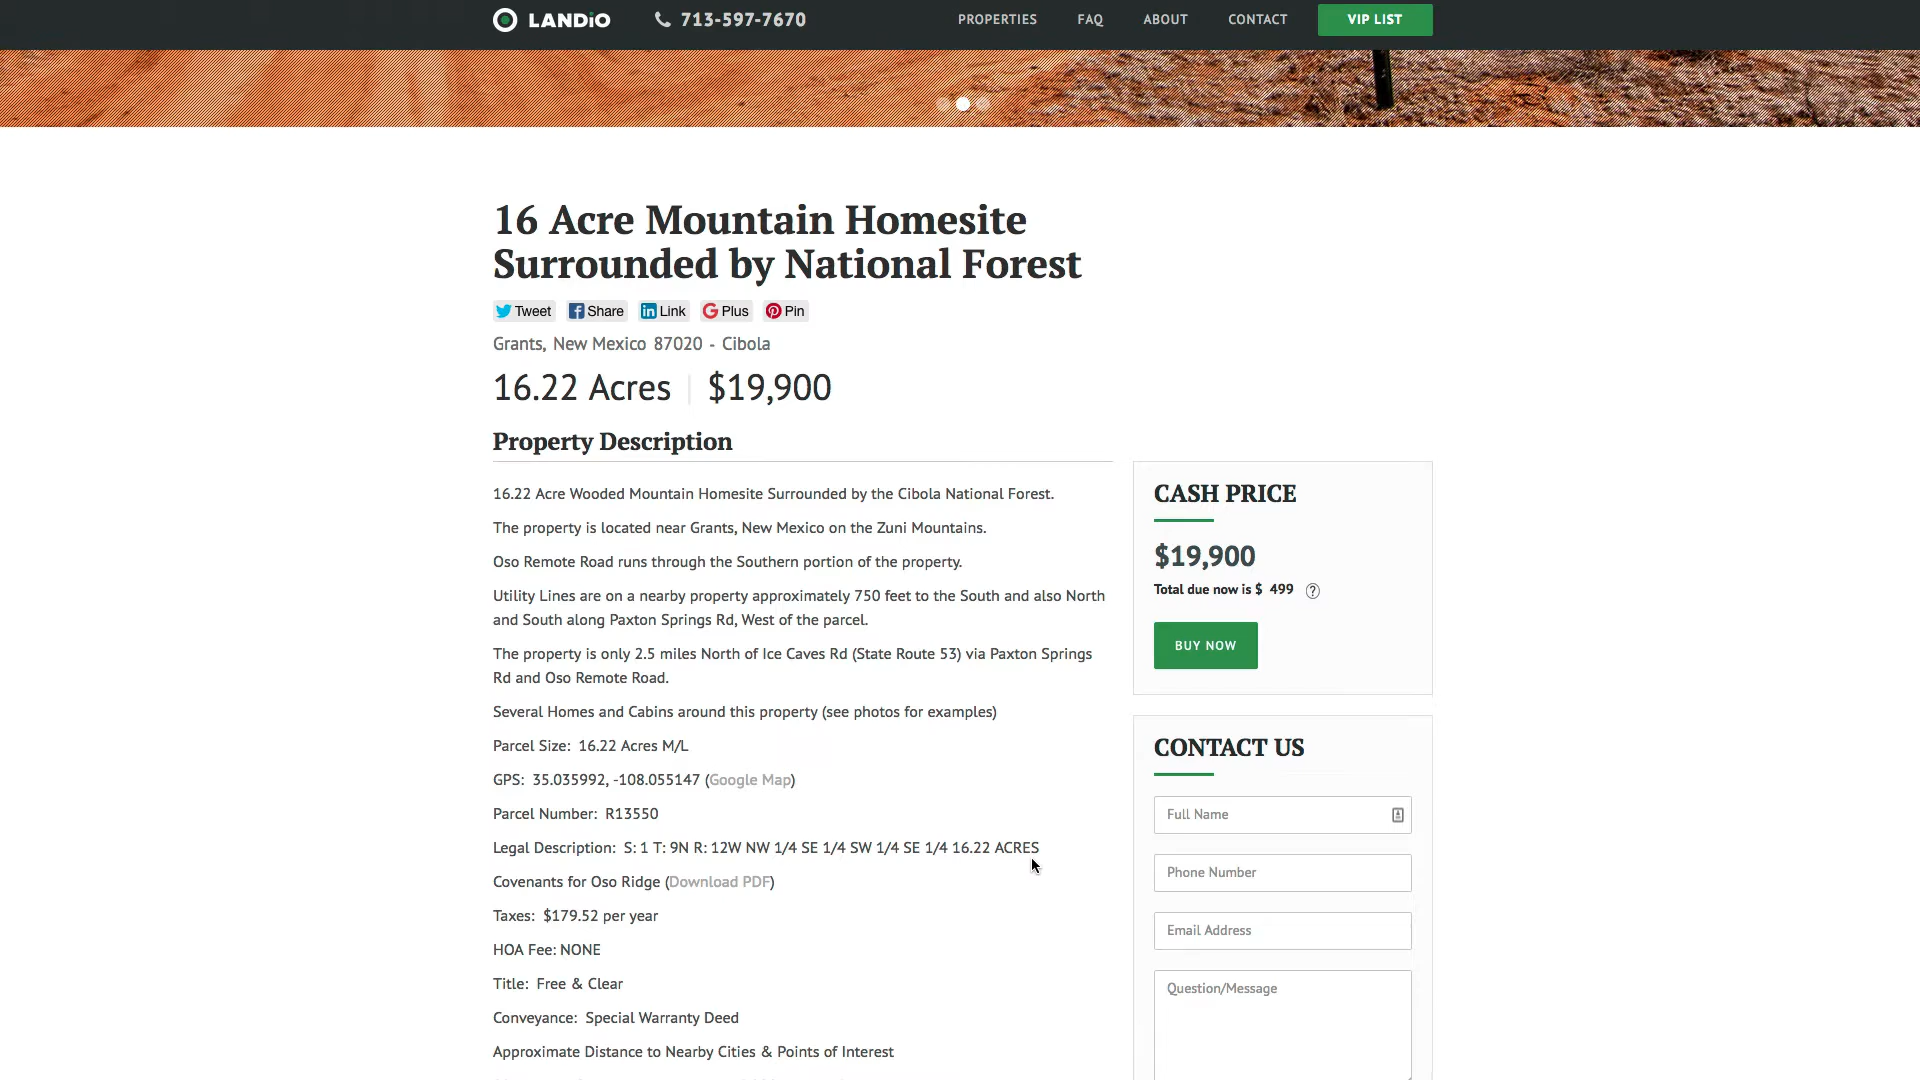 LANDiO 713-597-7670 PROPERTIES FAQ ABOUT CONTACT VIP LIST
16 Acre Mountain Homesite
Surrounded by National Forest
Tweet Share Link Plus Pin
Grants, New Mexico 87020 - Cibola
16.22 Acres | $19,900
Property Description
16.22 Acre Wooded Mountain Homesite Surrounded by the Cibola National Forest.
The property is located near Grants, New Mexico on the Zuni Mountains.
Oso Remote Road runs through the Southern portion of the property.
Utility Lines are on a nearby property approximately 750 feet to the South and also North
and South along Paxton Springs Rd, West of the parcel.
The property is only 2.5 miles North of Ice Caves Rd (State Route 53) via Paxton Springs
Rd and Oso Remote Road.
Several Homes and Cabins around this property (see photos for examples)
Parcel Size: 16.22 Acres M/L
GPS: 35.035992, -108.055147 (Google Map)
Parcel Number: R13550
Legal Description: S: 1 T: 9N R: 12W NW 1/4 SE 1/4 SW 1/4 SE 1/4 16.22 ACRES
Covenants for Oso Ridge (Download PDF)
Taxes: $179.52 per year
HOA Fee: NONE
Title: Free & Clear
Conveyance: Special Warranty Deed
Approximate Distance to Nearby Cities & Points of Interest
CASH PRICE
$19,900
Total due now is $ 499 ?
BUY NOW
CONTACT US
Full Name
Phone Number
Email Address
Question/Message